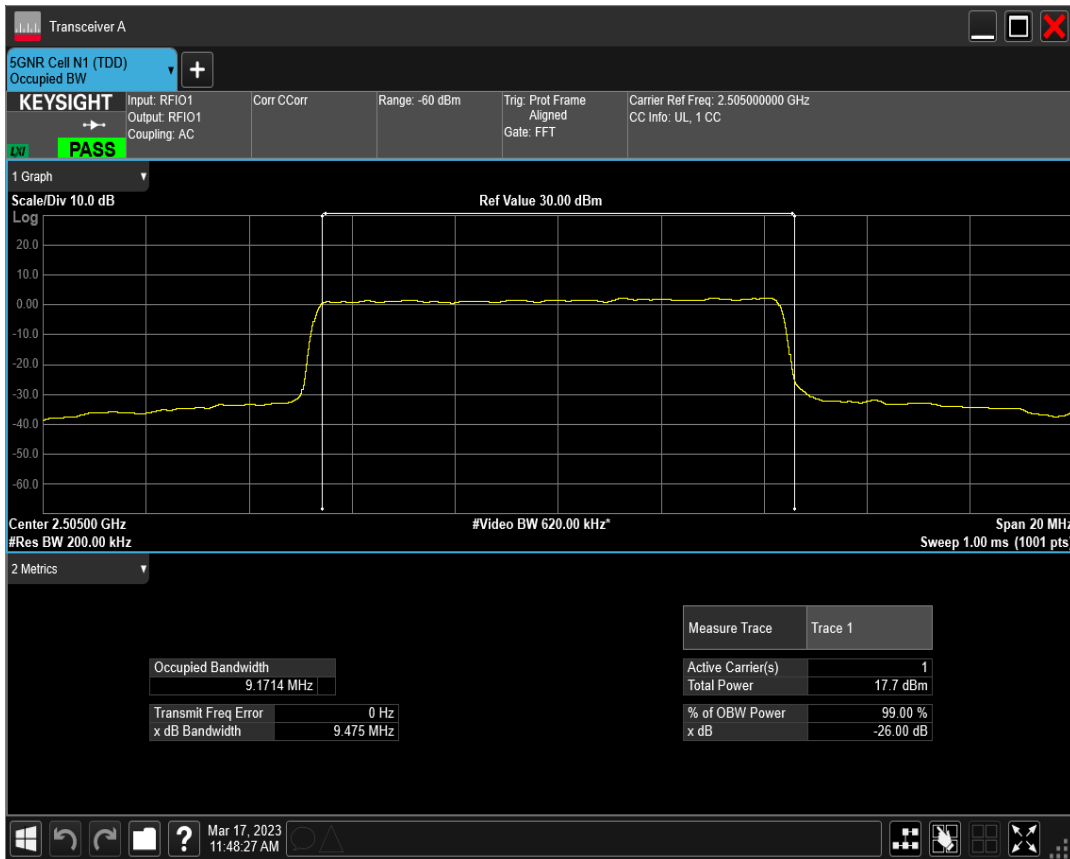 Transceiver A
5GNR Cell N1 (TDD)
Occupied BW
+
KEYSIGHT
LXI
PASS
Input: RFIO1
Output: RFIO1
Coupling: AC
Corr CCorr
Range: -60 dBm
Trig: Prot Frame
Aligned
Gate: FFT
Carrier Ref Freq: 2.505000000 GHz
CC Info: UL, 1 CC
1 Graph
Scale/Div 10.0 dB
Ref Value 30.00 dBm
Log
20.0
10.0
0.00
-10.0
-20.0
-30.0
-40.0
-50.0
-60.0
Center 2.50500 GHz
#Video BW 620.00 kHz*
Span 20 MHz
#Res BW 200.00 kHz
Sweep 1.00 ms (1001 pts)
2 Metrics
Measure Trace Trace 1
Occupied Bandwidth
9.1714 MHz
Active Carrier(s) 1
Total Power 17.7 dBm
Transmit Freq Error 0 Hz
x dB Bandwidth 9.475 MHz
% of OBW Power 99.00 %
x dB -26.00 dB
?
Mar 17, 2023
11:48:27 AM